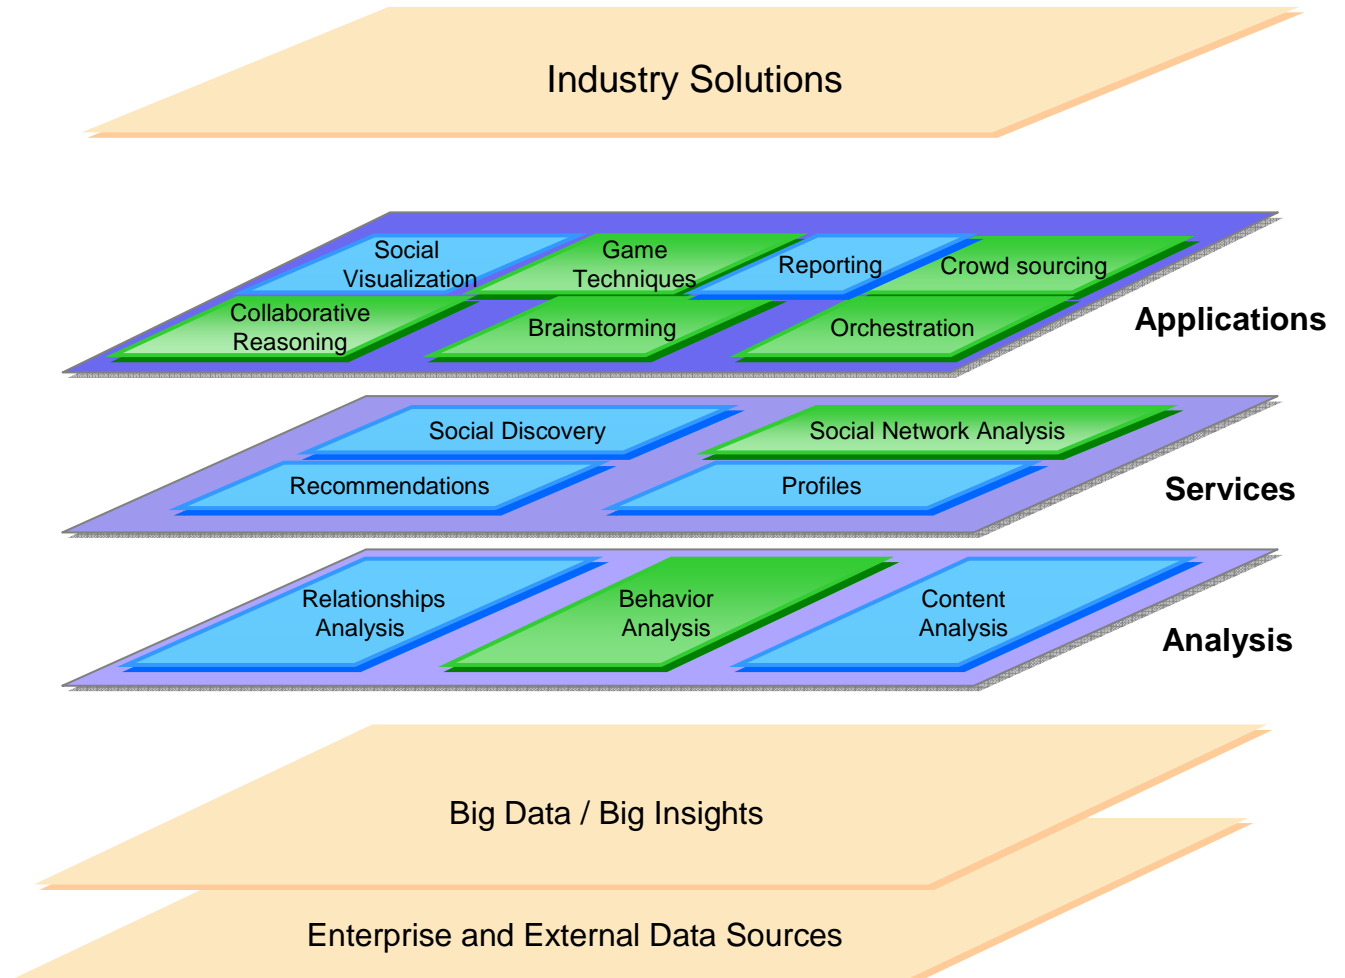 Industry Solutions
Social
Visualization
Game
Techniques
Reporting
Crowd sourcing
Collaborative
Reasoning
Brainstorming
Orchestration
Applications
Social Discovery
Social Network Analysis
Recommendations
Profiles
Services
Relationships
Analysis
Behavior
Analysis
Content
Analysis
Analysis
Big Data / Big Insights
Enterprise and External Data Sources